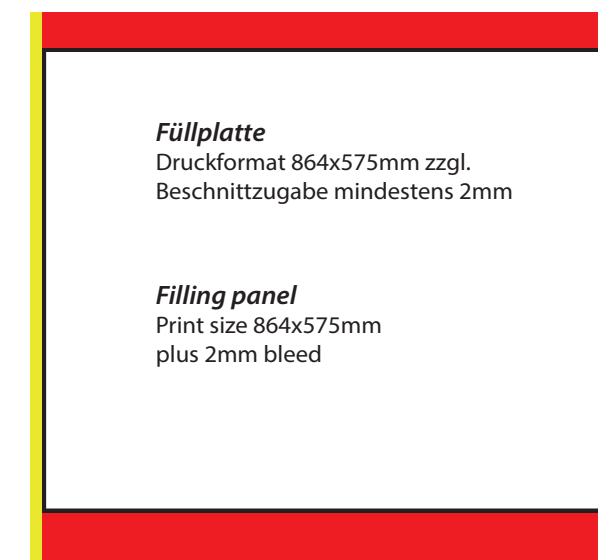 Füllplatte
Druckformat 864x575mm zzgl.
Beschnittzugabe mindestens 2mm
Filling panel
Print size 864x575mm
plus 2mm bleed